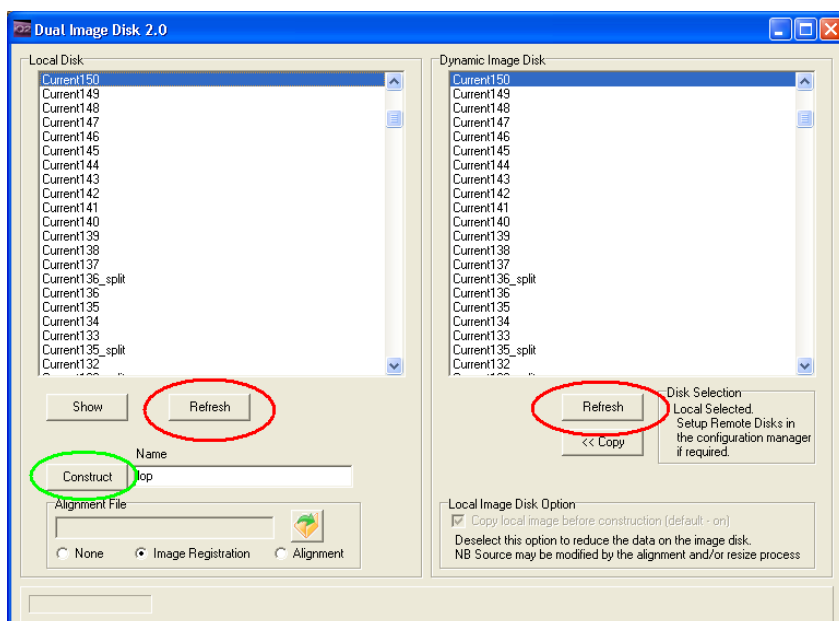 Dual Image Disk 2.0
Local Disk
Current150
Current149
Current148
Current147
Current146
Current145
Current144
Current143
Current142
Current141
Current140
Current139
Current138
Current137
Current136_split
Current136
Current135
Current134
Current133
Current135_split
Current132
Show
Refresh
Name
Construct
lop
Alignment File
None
Image Registration
Alignment
Dynamic Image Disk
Current150
Current149
Current148
Current147
Current146
Current145
Current144
Current143
Current142
Current141
Current140
Current139
Current138
Current137
Current136_split
Current136
Current135
Current134
Current133
Current135_split
Current132
Refresh
<< Copy
Disk Selection
Local Selected.
Setup Remote Disks in
the configuration manager
if required.
Local Image Disk Option
Copy local image before construction (default - on)
Deselect this option to reduce the data on the image disk.
NB Source may be modified by the alignment and/or resize process